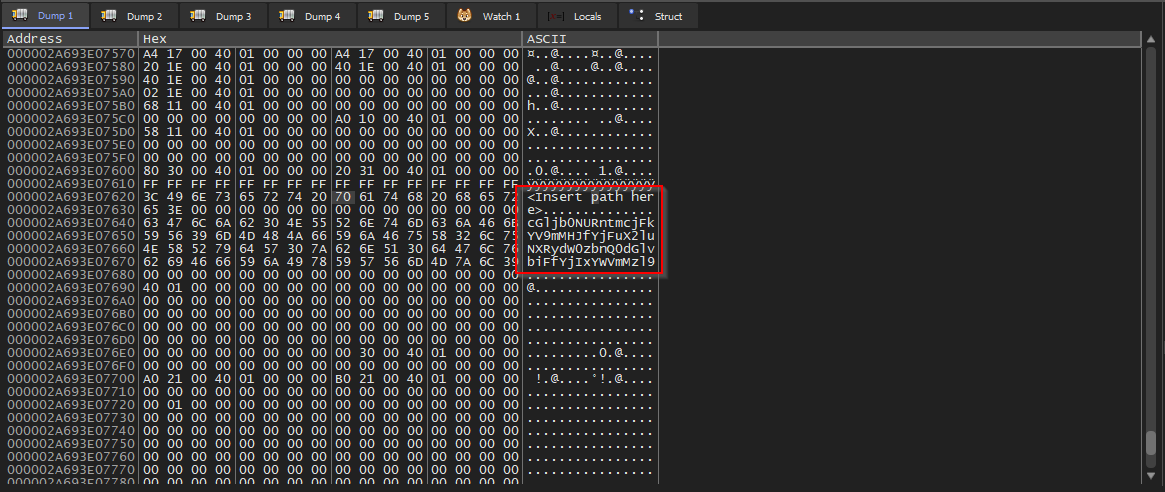 Dump 1 Dump 2 Dump 3 Dump 4 Dump 5 Watch 1 Locals Struct
Address Hex ASCII
000002A693E07570 A4 17 00 40 01 00 00 00 A4 17 00 40 01 00 00 00 ¤..@....¤..@....
000002A693E07580 20 1E 00 40 01 00 00 00 40 1E 00 40 01 00 00 00  ..@....@..@....
000002A693E07590 40 1E 00 40 01 00 00 00 00 00 00 00 00 00 00 00 @..@............
000002A693E075A0 02 1E 00 40 01 00 00 00 00 00 00 00 00 00 00 00 ...@............
000002A693E075B0 68 11 00 40 01 00 00 00 00 00 00 00 00 00 00 00 h..@............
000002A693E075C0 00 00 00 00 00 00 00 00 A0 10 00 40 01 00 00 00 ........ ..@....
000002A693E075D0 58 11 00 40 01 00 00 00 00 00 00 00 00 00 00 00 X..@............
000002A693E075E0 00 00 00 00 00 00 00 00 00 00 00 00 00 00 00 00 ................
000002A693E075F0 00 00 00 00 00 00 00 00 00 00 00 00 00 00 00 00 ................
000002A693E07600 80 30 00 40 01 00 00 00 20 31 00 40 01 00 00 00 .0.@.... 1.@....
000002A693E07610 FF FF FF FF FF FF FF FF FF FF FF FF FF FF FF FF ÿÿÿÿÿÿÿÿÿÿÿÿÿÿÿÿ
000002A693E07620 3C 49 6E 73 65 72 74 20 70 61 74 68 20 68 65 72 <Insert path her
000002A693E07630 65 3E 00 00 00 00 00 00 00 00 00 00 00 00 00 00 e>..............
000002A693E07640 63 47 6C 6A 62 30 4E 55 52 6E 74 6D 63 6A 46 6B cGljb0NURntmcjFk
000002A693E07650 59 56 39 6D 4D 48 4A 66 59 6A 46 75 58 32 6C 75 YV9mMHJfYjFuX2lu
000002A693E07660 4E 58 52 79 64 57 30 7A 62 6E 51 30 64 47 6C 76 NXRydW0zbnQ0dGlv
000002A693E07670 62 69 46 66 59 6A 49 78 59 57 56 6D 4D 7A 6C 39 biFfYjIxYWVmMzl9
000002A693E07680 00 00 00 00 00 00 00 00 00 00 00 00 00 00 00 00 ................
000002A693E07690 40 01 00 00 00 00 00 00 00 00 00 00 00 00 00 00 @...............
000002A693E076A0 00 00 00 00 00 00 00 00 00 00 00 00 00 00 00 00 ................
000002A693E076B0 00 00 00 00 00 00 00 00 00 00 00 00 00 00 00 00 ................
000002A693E076C0 00 00 00 00 00 00 00 00 00 00 00 00 00 00 00 00 ................
000002A693E076D0 00 00 00 00 00 00 00 00 00 00 00 00 00 00 00 00 ................
000002A693E076E0 00 00 00 00 00 00 00 00 00 30 00 40 01 00 00 00 .........0.@....
000002A693E076F0 00 00 00 00 00 00 00 00 00 00 00 00 00 00 00 00 ................
000002A693E07700 A0 21 00 40 01 00 00 00 B0 21 00 40 01 00 00 00  !.@....°!.@....
000002A693E07710 00 00 00 00 00 00 00 00 00 00 00 00 00 00 00 00 ................
000002A693E07720 00 01 00 00 00 00 00 00 00 00 00 00 00 00 00 00 ................
000002A693E07730 00 00 00 00 00 00 00 00 00 00 00 00 00 00 00 00 ................
000002A693E07740 00 00 00 00 00 00 00 00 00 00 00 00 00 00 00 00 ................
000002A693E07750 00 00 00 00 00 00 00 00 00 00 00 00 00 00 00 00 ................
000002A693E07760 00 00 00 00 00 00 00 00 00 00 00 00 00 00 00 00 ................
000002A693E07770 00 00 00 00 00 00 00 00 00 00 00 00 00 00 00 00 ................
000002A693E07780 00 00 00 00 00 00 00 00 00 00 00 00 00 00 00 00